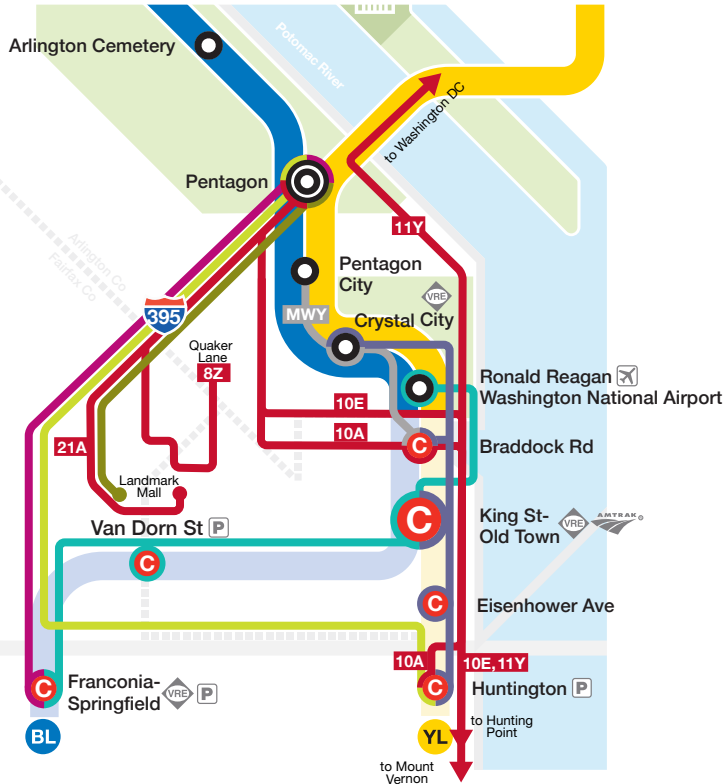 Arlington Cemetery
Potomac River
to Washington DC
Pentagon
11Y
Arlington Co
Fairfax Co
Pentagon
City
VRE
MWY
Crystal City
395
Quaker
Lane
8Z
Ronald Reagan
Washington National Airport
10E
10A
21A
C
Braddock Rd
Landmark
Mall
Van Dorn St P
C
King St-
Old Town
VRE
AMTRAK
C
C
Eisenhower Ave
10A
10E, 11Y
C
Franconia-
Springfield
VRE
P
C
Huntington P
BL
YL
to Hunting
Point
to Mount
Vernon